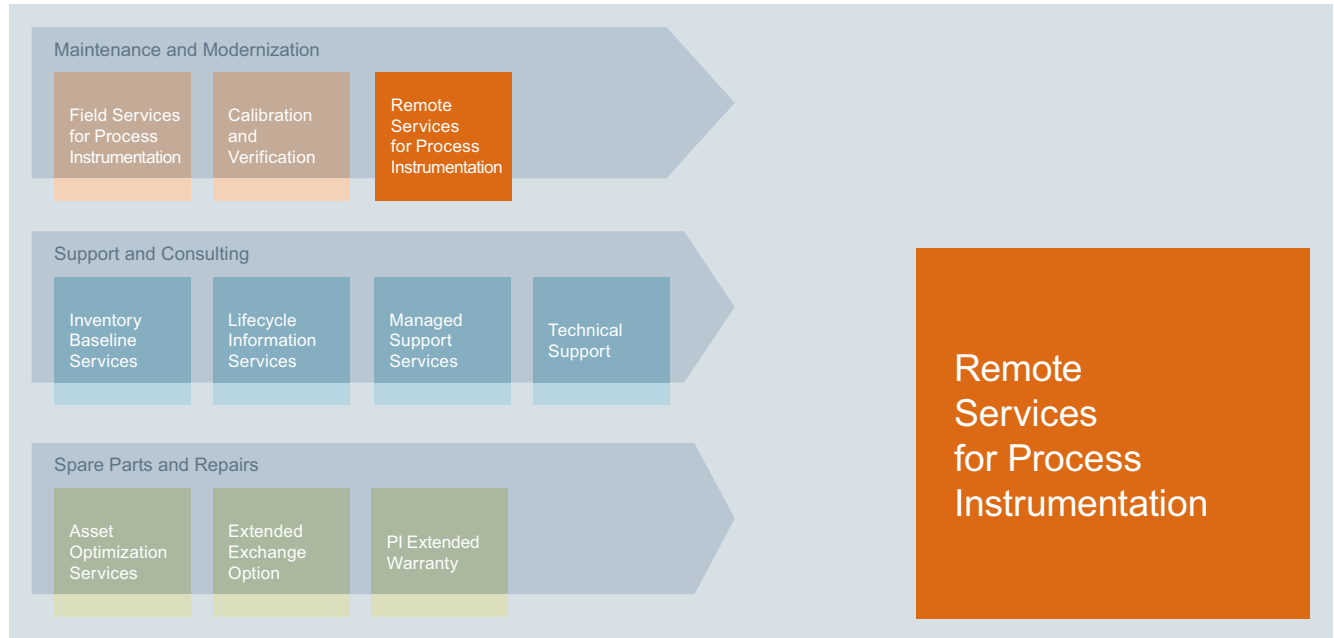 Maintenance and Modernization
Field Services
for Process
Instrumentation
Calibration
and
Verification
Remote
Services
for Process
Instrumentation
Support and Consulting
Inventory
Baseline
Services
Lifecycle
Information
Services
Managed
Support
Services
Technical
Support
Spare Parts and Repairs
Asset
Optimization
Services
Extended
Exchange
Option
PI Extended
Warranty
Remote
Services
for Process
Instrumentation